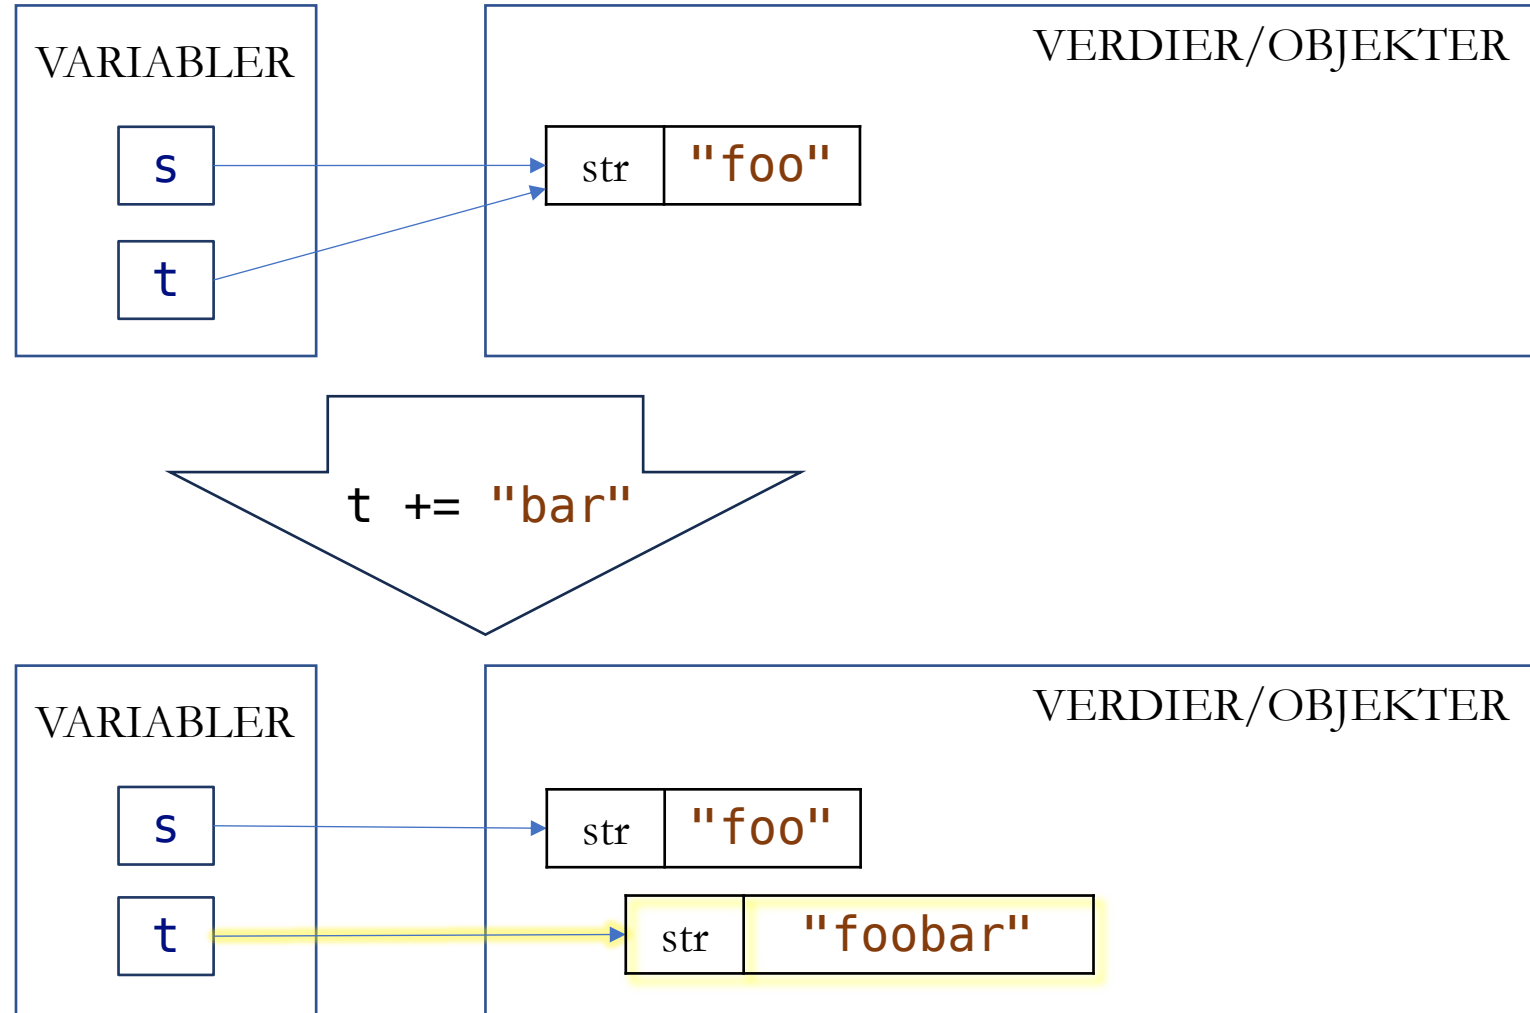 VARIABLER
VERDIER/OBJEKTER
s
str "foo"
t
t += "bar"
VARIABLER
VERDIER/OBJEKTER
s
str "foo"
t
str "foobar"